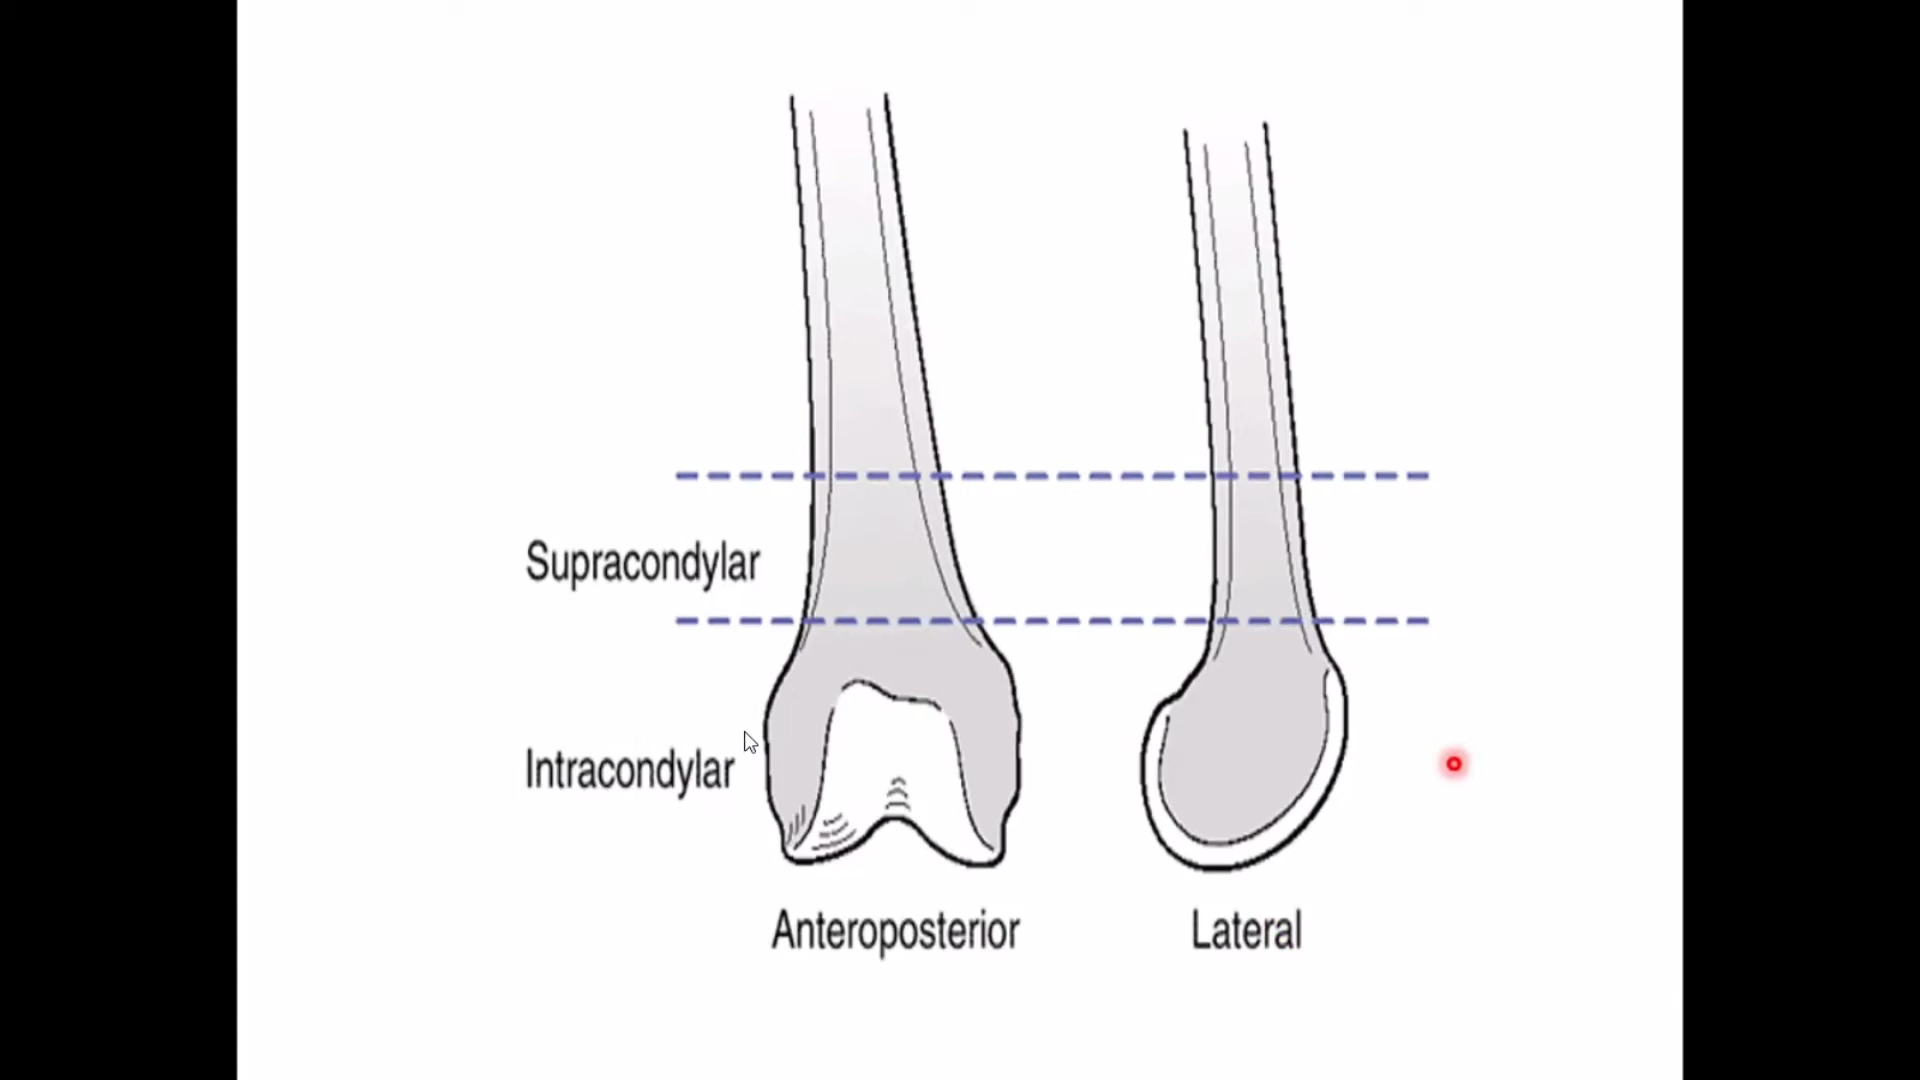 Supracondylar
Intracondylar
Anteroposterior
Lateral